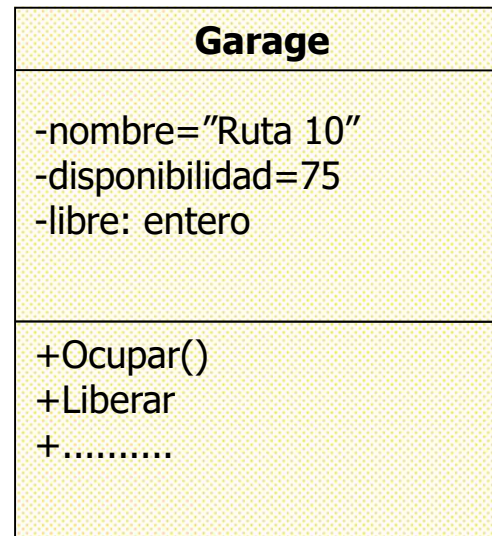 Garage
-nombre=”Ruta 10”
-disponibilidad=75
-libre: entero
+Ocupar()
+Liberar
+..........